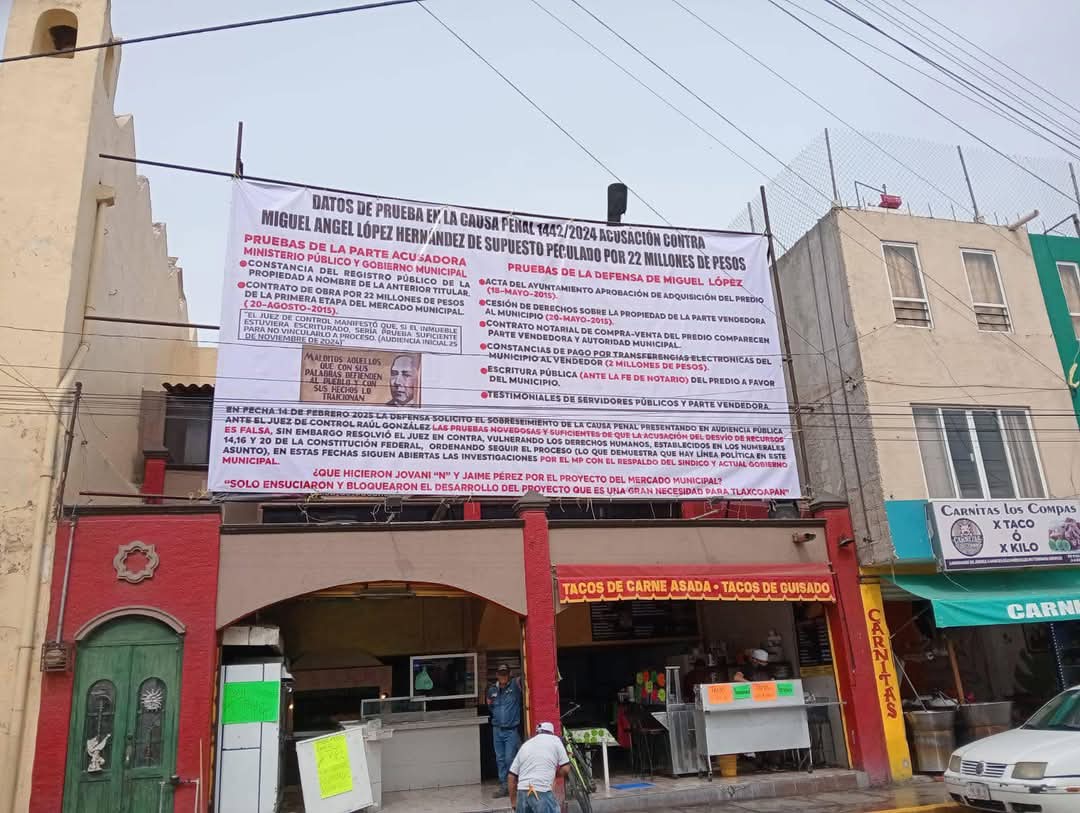 DATOS DE PRUEBA EN LA CAUSA PENAL 1442/2024 ACUSACIÓN CONTRA
MIGUEL ANGEL LÓPEZ HERNÁNDEZ DE SUPUESTO PECULADO POR 22 MILLONES DE PESOS
PRUEBAS DE LA PARTE ACUSADORA
MINISTERIO PÚBLICO Y GOBIERNO MUNICIPAL
•CONSTANCIA DEL REGISTRO PÚBLICO DE LA
PROPIEDAD A NOMBRE DE LA ANTERIOR TITULAR.
•CONTRATO DE OBRA POR 22 MILLONES DE PESOS
DE LA PRIMERA ETAPA DEL MERCADO MUNICIPAL.
( 20-AGOSTO-2015).
"EL JUEZ DE CONTROL MANIFESTÓ QUE, SI EL INMUEBLE
ESTUVIERA ESCRITURADO, SERÍA PRUEBA SUFICIENTE
PARA NO VINCULARLO A PROCESO. (AUDIENCIA INICIAL 25
DE NOVIEMBRE DE 2024)"
MALDITOS AQUELLOS
QUE CON SUS
PALABRAS DEFIENDEN
AL PUEBLO Y CON
SUS HECHOS LO
TRAICIONAN
PRUEBAS DE LA DEFENSA DE MIGUEL LÓPEZ
•ACTA DEL AYUNTAMIENTO APROBACIÓN DE ADQUISICIÓN DEL PREDIO
(18-MAYO-2015).
•CESIÓN DE DERECHOS SOBRE LA PROPIEDAD DE LA PARTE VENDEDORA
AL MUNICIPIO (20-MAYO-2015).
•CONTRATO NOTARIAL DE COMPRA-VENTA DEL PREDIO COMPARECEN
PARTE VENDEDORA Y AUTORIDAD MUNICIPAL.
•CONSTANCIAS DE PAGO POR TRANSFERENCIAS ELECTRONICAS DEL
MUNICIPIO AL VENDEDOR (2 MILLONES DE PESOS).
•ESCRITURA PÚBLICA (ANTE LA FE DE NOTARIO) DEL PREDIO A FAVOR
DEL MUNICIPIO.
•TESTIMONIALES DE SERVIDORES PÚBLICOS Y PARTE VENDEDORA.
EN FECHA 14 DE FEBRERO 2025 LA DEFENSA SOLICITO EL SOBRESEIMIENTO DE LA CAUSA PENAL PRESENTANDO EN AUDIENCIA PÚBLICA
ANTE EL JUEZ DE CONTROL RAÚL GONZÁLEZ LAS PRUEBAS NOVEDOSAS Y SUFICIENTES DE QUE LA ACUSACIÓN DEL DESVÍO DE RECURSOS
ES FALSA, SIN EMBARGO RESOLVIÓ EL JUEZ EN CONTRA, VULNERANDO LOS DERECHOS HUMANOS, ESTABLECIDOS EN LOS NUMERALES
14,16 Y 20 DE LA CONSTITUCIÓN FEDERAL, ORDENANDO SEGUIR EL PROCESO (LO QUE DEMUESTRA QUE HAY LÍNEA POLÍTICA EN ESTE
ASUNTO), EN ESTAS FECHAS SIGUEN ABIERTAS LAS INVESTIGACIONES POR EL MP CON EL RESPALDO DEL SINDICO Y ACTUAL GOBIERNO
MUNICIPAL.
¿QUE HICIERON JOVANI "N" Y JAIME PÉREZ POR EL PROYECTO DEL MERCADO MUNICIPAL?
"SOLO ENSUCIARON Y BLOQUEARON EL DESARROLLO DEL PROYECTO QUE ES UNA GRAN NECESIDAD PARA TLAXCOAPAN"
CARNITAS LOS COMPAS
X TACO
Ó
X KILO
TACOS DE CARNE ASADA • TACOS DE GUISADO
CARNI
CARNITAS